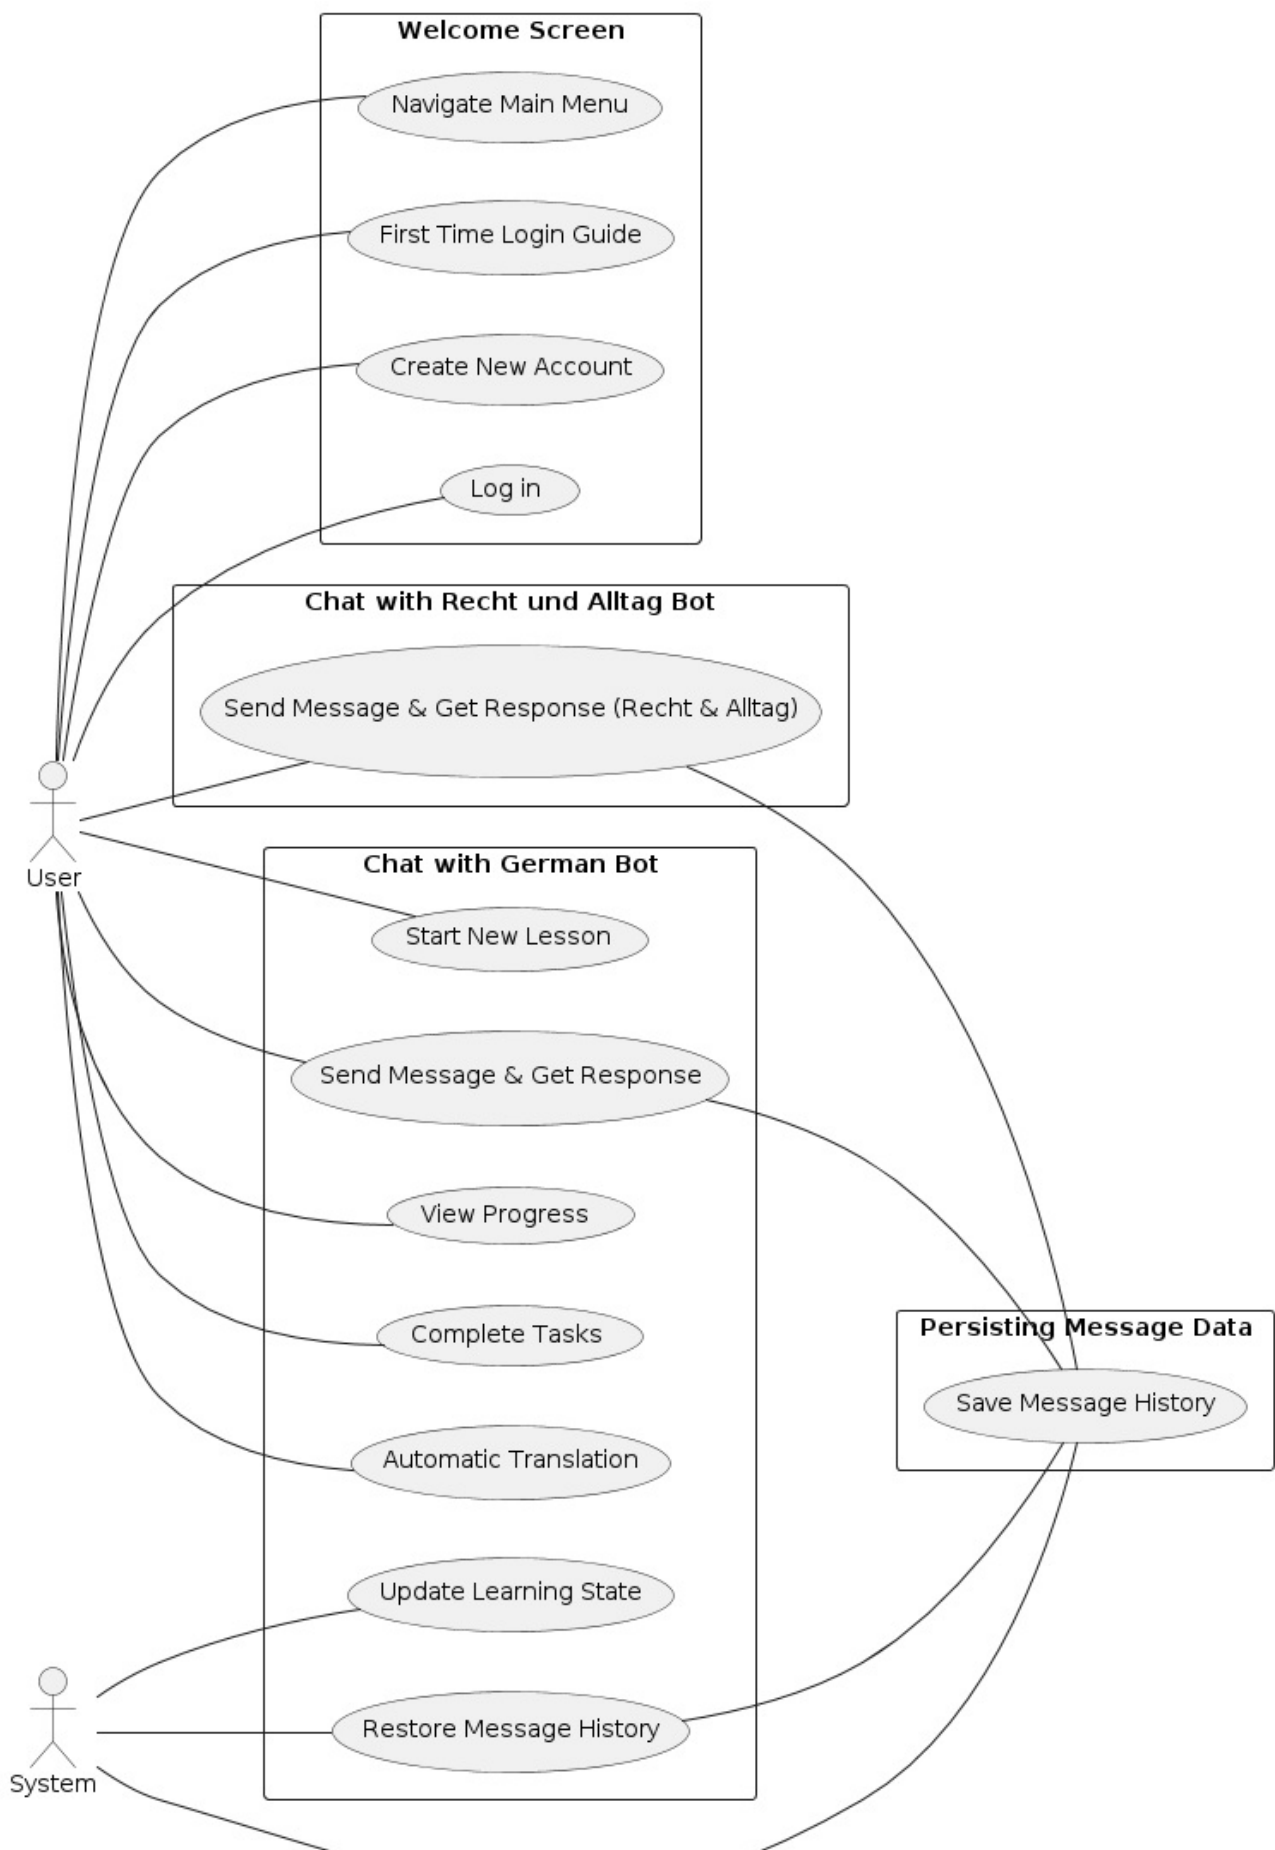 Welcome Screen
Navigate Main Menu
First Time Login Guide
Create New Account
Log in
Chat with Recht und Alltag Bot
Send Message & Get Response (Recht & Alltag)
User
Chat with German Bot
Start New Lesson
Send Message & Get Response
View Progress
Complete Tasks
Automatic Translation
Update Learning State
Restore Message History
System
Persisting Message Data
Save Message History